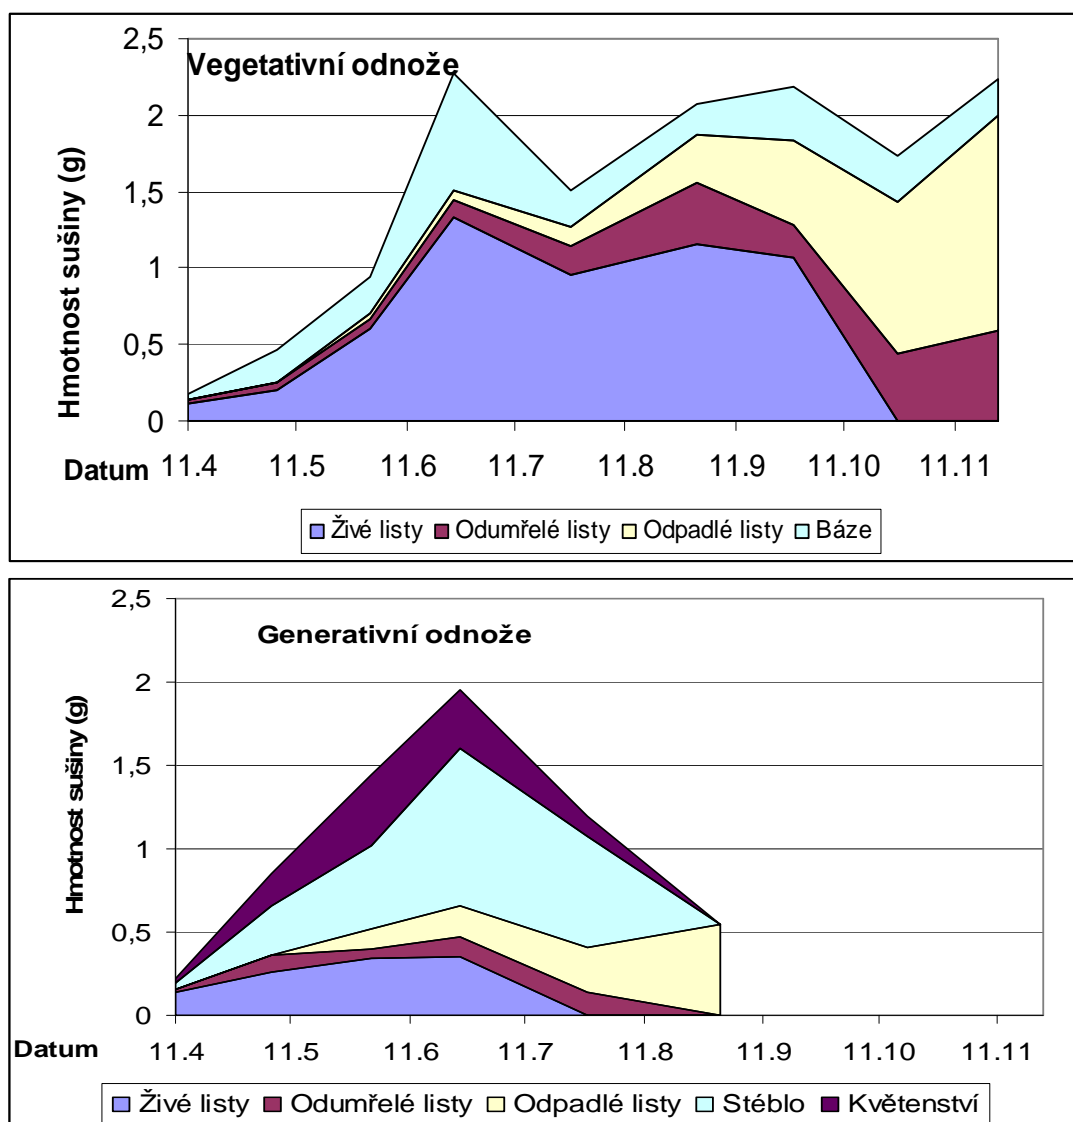 Vegetativní odnože
Hmotnost sušiny (g)
2,5
2
1,5
1
0,5
0
Datum 11.4 11.5 11.6 11.7 11.8 11.9 11.10 11.11
Živé listy Odumřelé listy Odpadlé listy Báze
Generativní odnože
Hmotnost sušiny (g)
2,5
2
1,5
1
0,5
0
Datum 11.4 11.5 11.6 11.7 11.8 11.9 11.10 11.11
Živé listy Odumřelé listy Odpadlé listy Stéblo Květenství